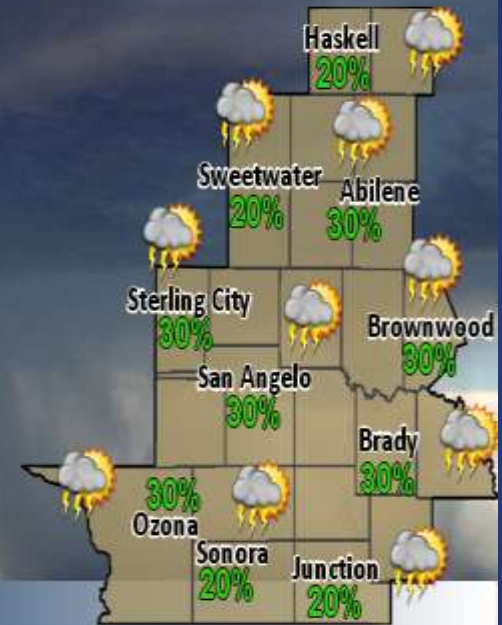 Haskell
20%
Sweetwater
20%
Abilene
30%
Sterling City
30%
Brownwood
30%
San Angelo
30%
Brady
30%
30%
Ozona
Sonora
20%
Junction
20%